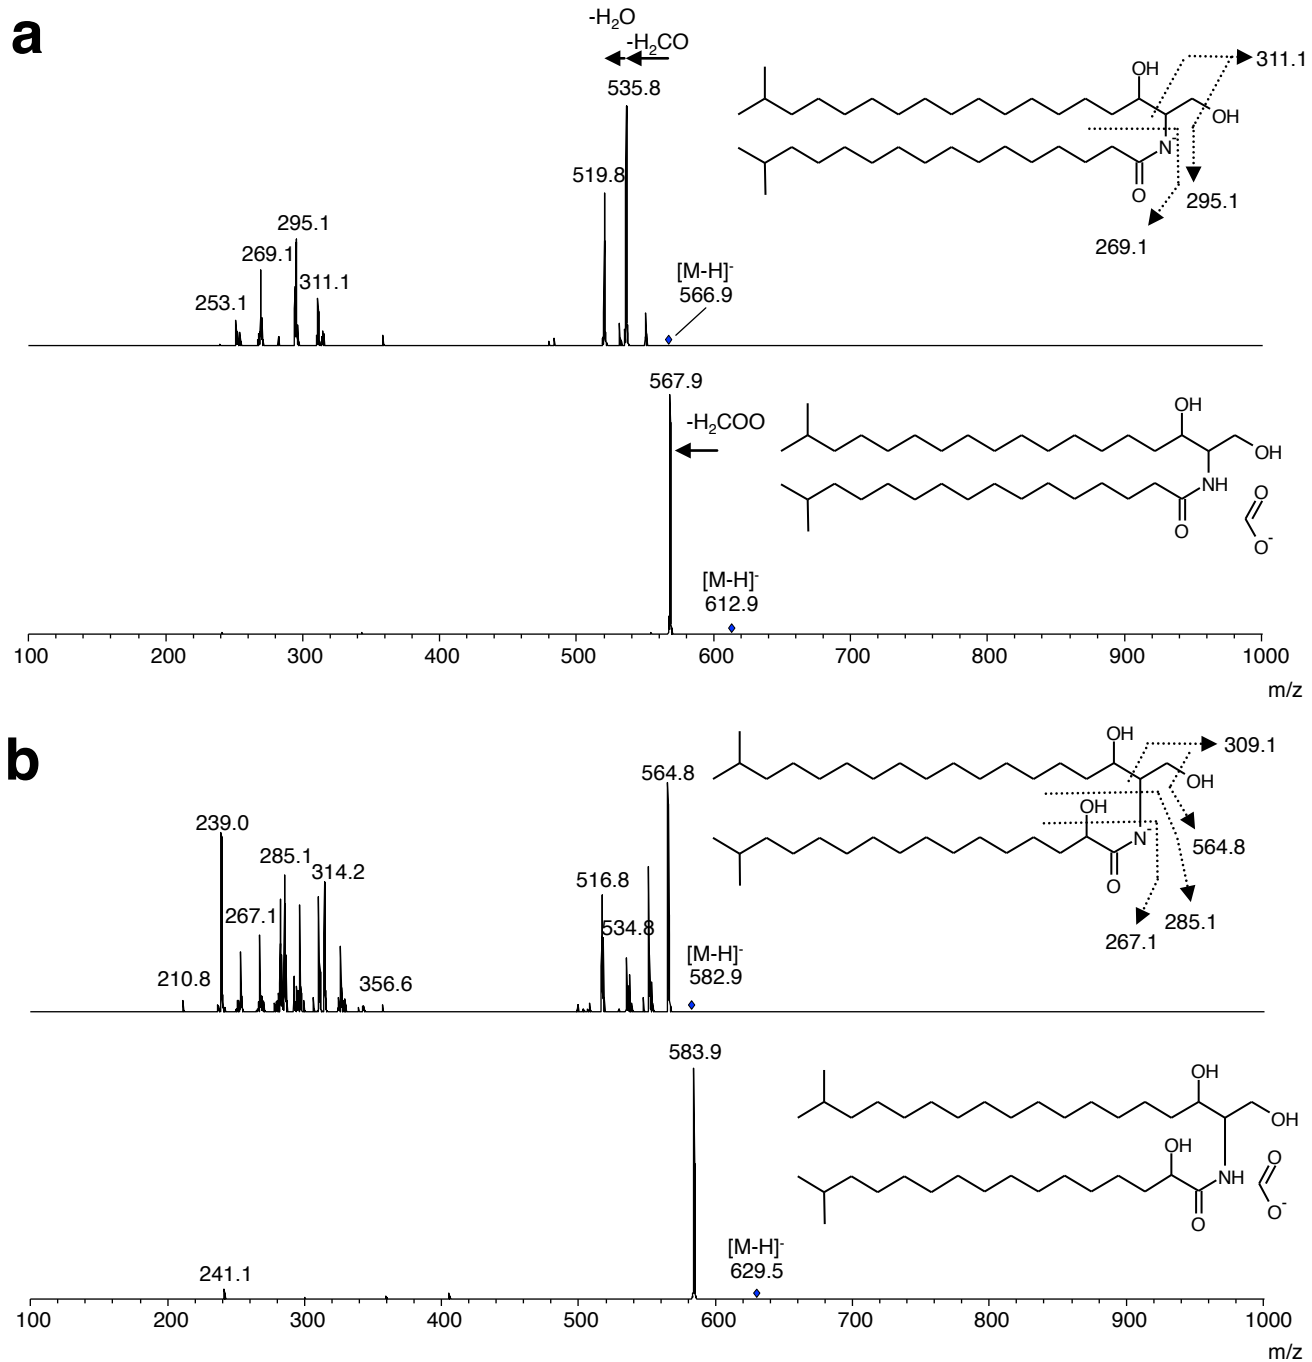 a
-H2O
-H2CO
535.8
519.8
295.1
269.1
311.1
253.1
[M-H]-
566.9
OH
OH
N-
O
311.1
295.1
269.1
567.9
-H2COO
[M-H]-
612.9
OH
OH
NH
O
O
O-
100 200 300 400 500 600 700 800 900 1000
m/z
b
564.8
239.0
285.1
314.2
267.1
210.8
356.6
516.8
534.8
[M-H]-
582.9
OH
OH
OH
N-
O
309.1
564.8
285.1
267.1
583.9
241.1
[M-H]-
629.5
OH
OH
OH
NH
O
O
O-
100 200 300 400 500 600 700 800 900 1000
m/z